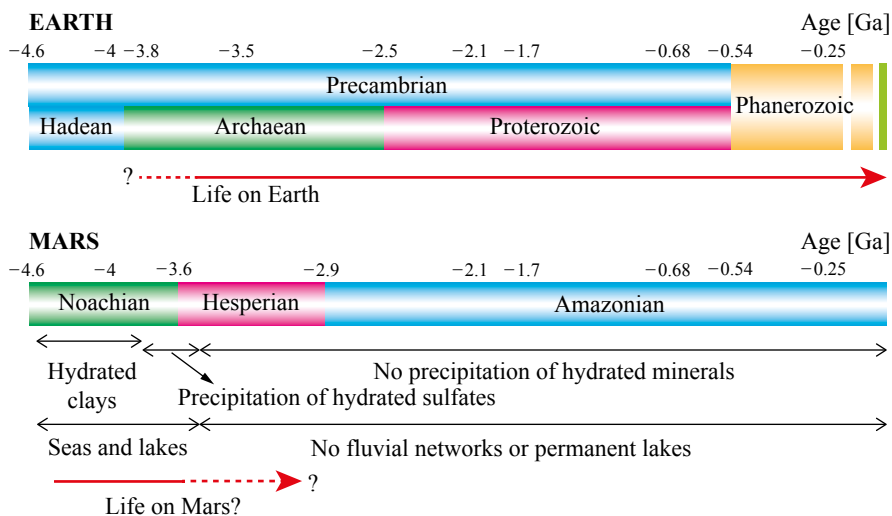 EARTH Age [Ga]
−4.6 −4 −3.8 −3.5 −2.5 −2.1 −1.7 −0.68 −0.54 −0.25
Precambrian
Phanerozoic
Hadean Archaean Proterozoic
?
Life on Earth
MARS Age [Ga]
−4.6 −4 −3.6 −2.9 −2.1 −1.7 −0.68 −0.54 −0.25
Noachian Hesperian Amazonian
Hydrated No precipitation of hydrated minerals
clays Precipitation of hydrated sulfates
Seas and lakes No fluvial networks or permanent lakes
?
Life on Mars?